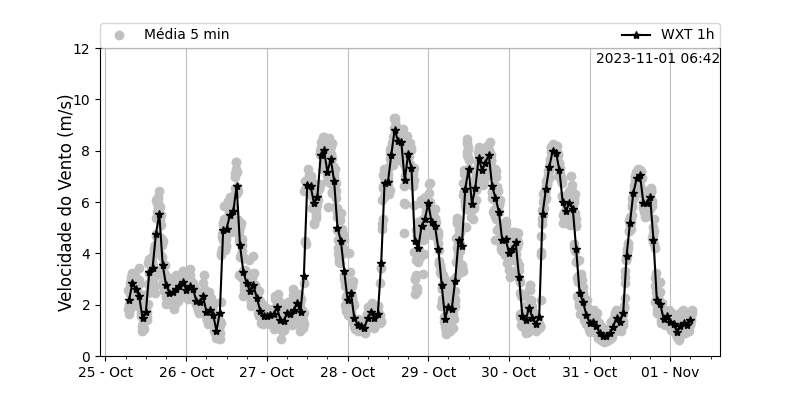 Média 5 min
WXT 1h
2023-11-01 06:42
Velocidade do Vento (m/s)
12
10
8
6
4
2
0
25 - Oct
26 - Oct
27 - Oct
28 - Oct
29 - Oct
30 - Oct
31 - Oct
01 - Nov